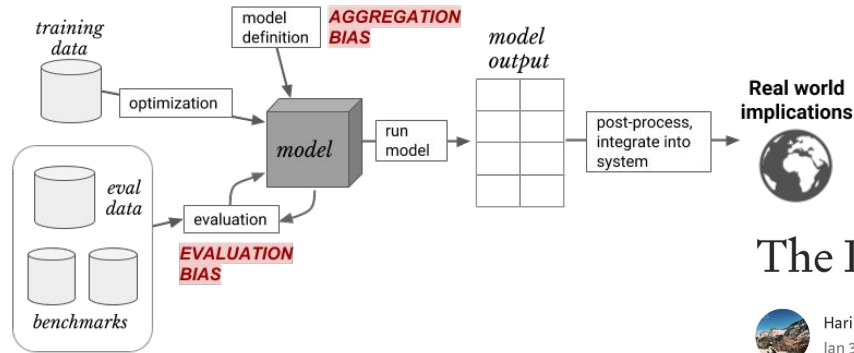 training
data
model
definition
AGGREGATION
BIAS
model
output
optimization
model
run
model
post-process,
integrate into
system
Real world
implications
eval
data
evaluation
EVALUATION
BIAS
benchmarks
The
Hari
Jan 3